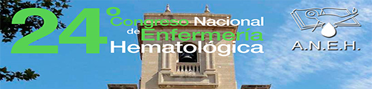 24º Congreso Nacional
de Enfermería
Hematológica
A.N.E.H.